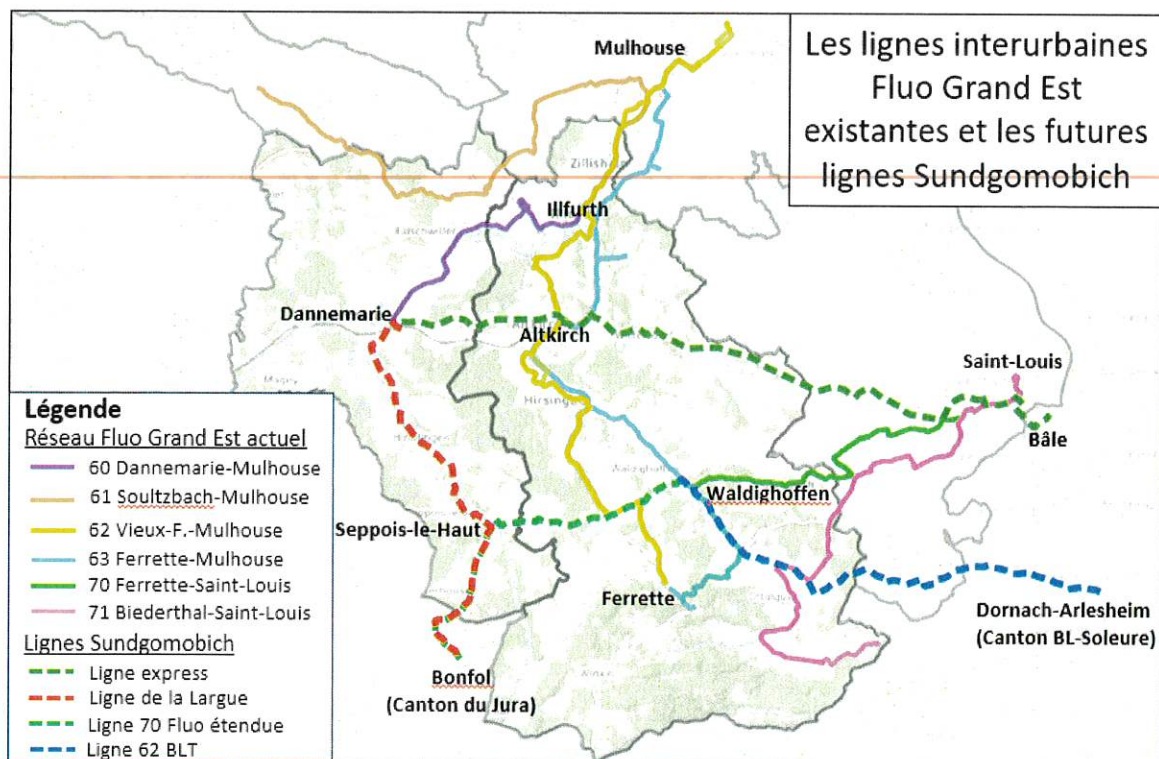 Les lignes interurbaines
Fluo Grand Est
existantes et les futures
lignes Sundgomobich
Mulhouse
Zillisheim
Illfurth
Dannemarie
Altkirch
Saint-Louis
Bâle
Waldighoffen
Seppois-le-Haut
Ferrette
Dornach-Arlesheim
(Canton BL-Soleure)
Bonfol
(Canton du Jura)
Légende
Réseau Fluo Grand Est actuel
60 Dannemarie-Mulhouse
61 Soultzbach-Mulhouse
62 Vieux-F.-Mulhouse
63 Ferrette-Mulhouse
70 Ferrette-Saint-Louis
71 Biederthal-Saint-Louis
Lignes Sundgomobich
Ligne express
Ligne de la Largue
Ligne 70 Fluo étendue
Ligne 62 BLT